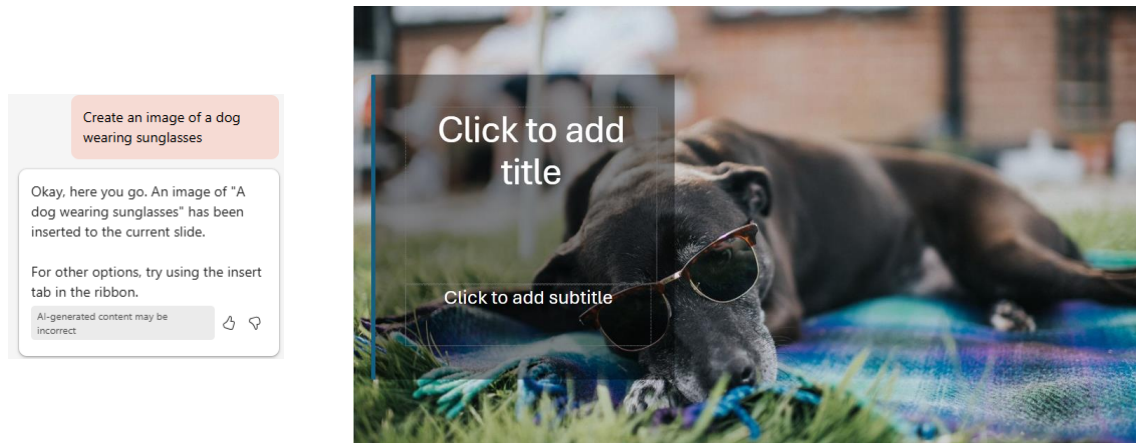 Create an image of a dog
wearing sunglasses
Okay, here you go. An image of "A
dog wearing sunglasses" has been
inserted to the current slide.
For other options, try using the insert
tab in the ribbon.
AI-generated content may be
incorrect
Click to add
title
Click to add subtitle